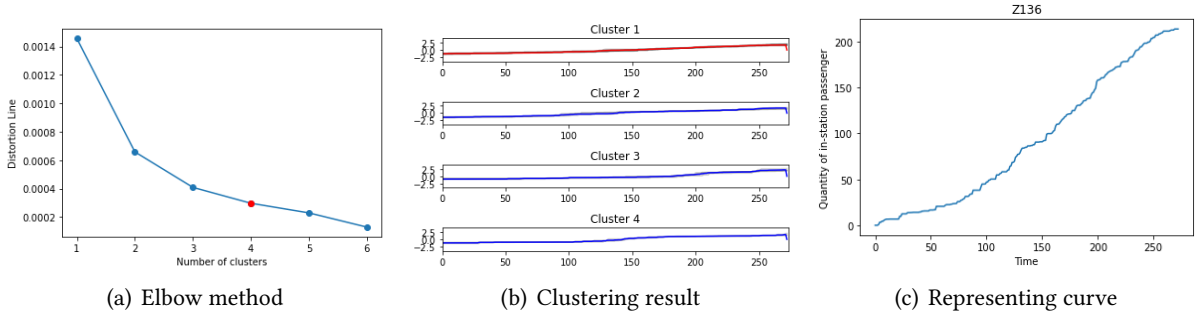 0.0014
0.0012
0.0010
0.0008
0.0006
0.0004
0.0002
Distortion Line
1 2 3 4 5 6
Number of clusters
(a) Elbow method
Cluster 1
2.5
0.0
−2.5
0 50 100 150 200 250
Cluster 2
2.5
0.0
−2.5
0 50 100 150 200 250
Cluster 3
2.5
0.0
−2.5
0 50 100 150 200 250
Cluster 4
2.5
0.0
−2.5
0 50 100 150 200 250
(b) Clustering result
Z136
200
150
100
50
0
Quantity of in-station passenger
0 50 100 150 200 250
Time
(c) Representing curve